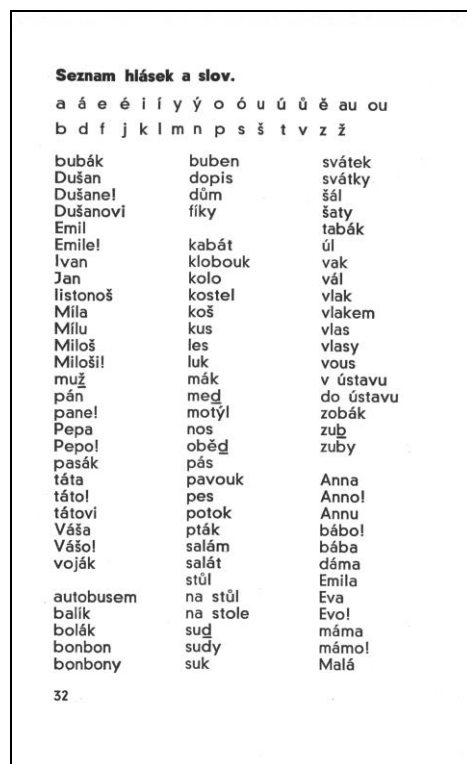 Seznam hlásek a slov.
a á e é i í y ý o ó u ú ů ě au ou
b d f j k l m n p s š t v z ž
bubák
Dušan
Dušane!
Dušanovi
Emil
Emile!
Ivan
Jan
listonoš
Míla
Mílu
Miloš
Miloši!
muž
pán
pane!
Pepa
Pepo!
pasák
táta
táto!
tátovi
Váša
Vášo!
voják
autobusem
balík
bolák
bonbon
bonbony
buben
dopis
dům
fíky
kabát
klobouk
kolo
kostel
koš
kus
les
luk
mák
med
motýl
nos
oběd
pás
pavouk
pes
potok
pták
salám
salát
stůl
na stůl
na stole
sud
sudy
suk
svátek
svátky
šál
šaty
tabák
úl
vak
vál
vlak
vlakem
vlas
vlasy
vous
v ústavu
do ústavu
zobák
zub
zuby
Anna
Anno!
Annu
bábo!
bába
dáma
Emila
Eva
Evo!
máma
mámo!
Malá
32